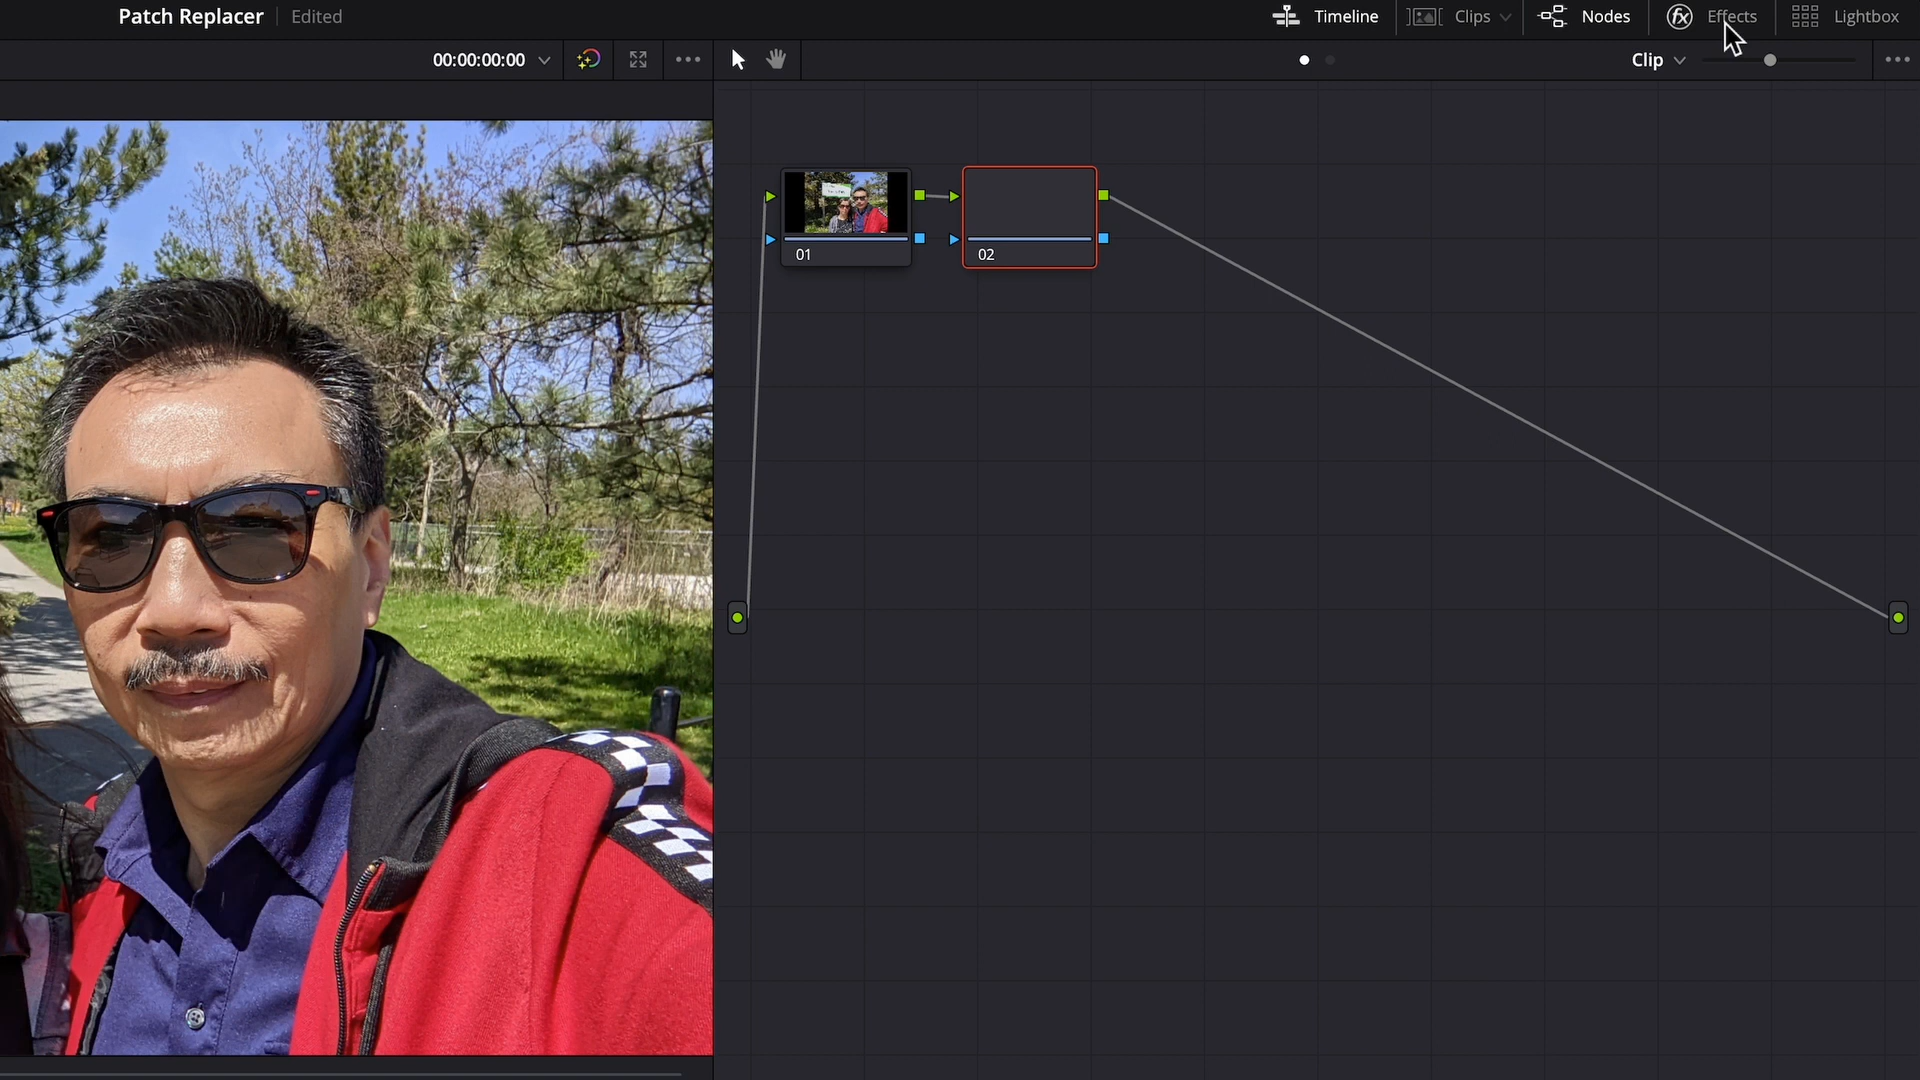 Patch Replacer Edited Timeline Clips Nodes Effects Lightbox
00:00:00:00 Clip
01 02